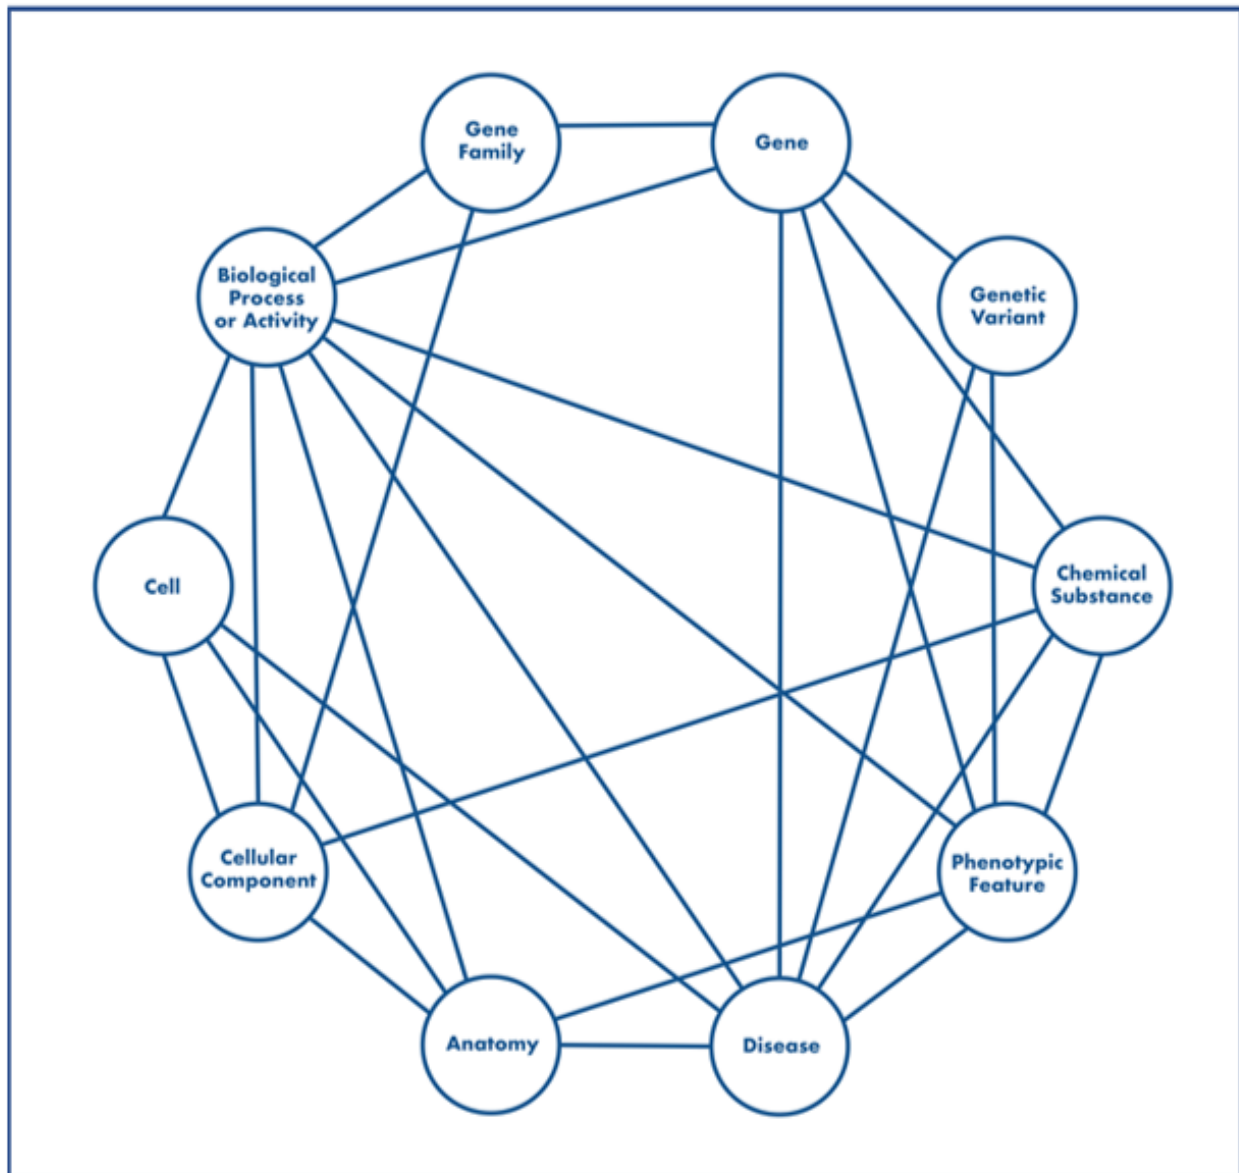 Gene
Family
Gene
Biological
Process
or Activity
Genetic
Variant
Cell
Chemical
Substance
Cellular
Component
Phenotypic
Feature
Anatomy
Disease